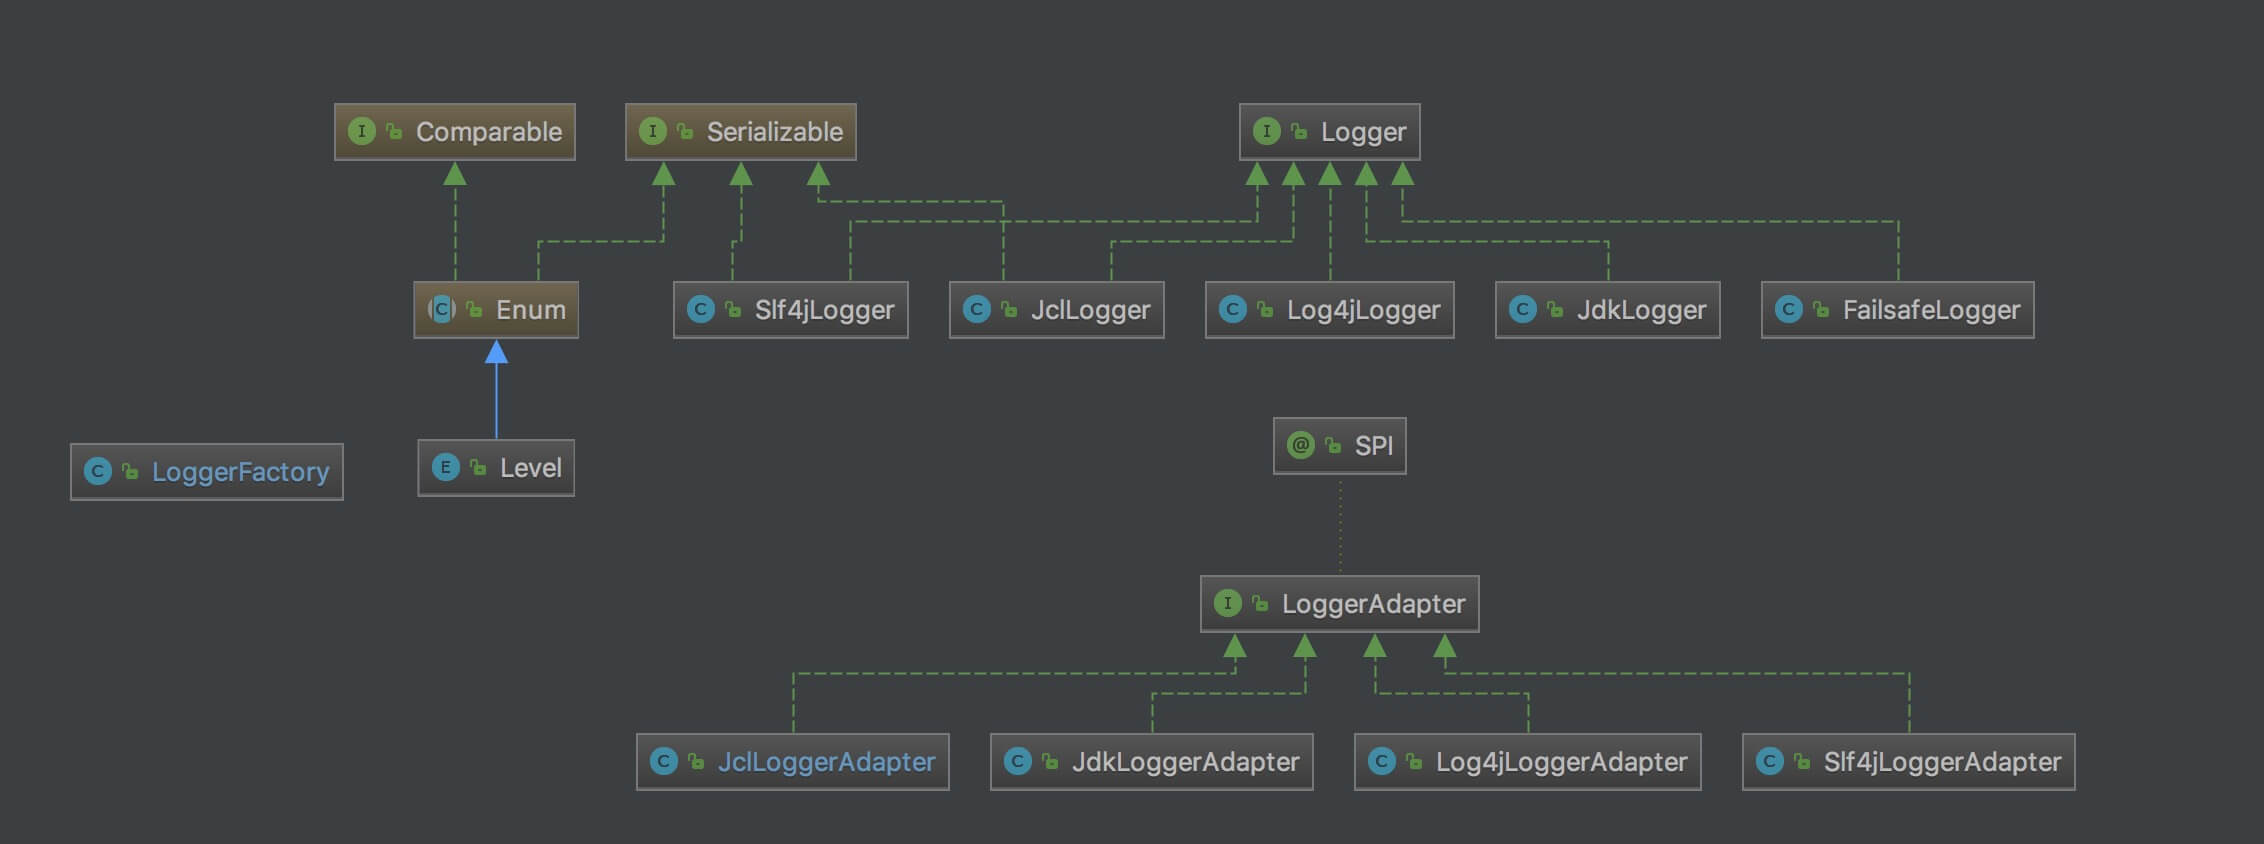 I Comparable
I Serializable
I Logger
C Enum
C Slf4jLogger
C JclLogger
C Log4jLogger
C JdkLogger
C FailsafeLogger
C LoggerFactory
E Level
@ SPI
I LoggerAdapter
C JclLoggerAdapter
C JdkLoggerAdapter
C Log4jLoggerAdapter
C Slf4jLoggerAdapter